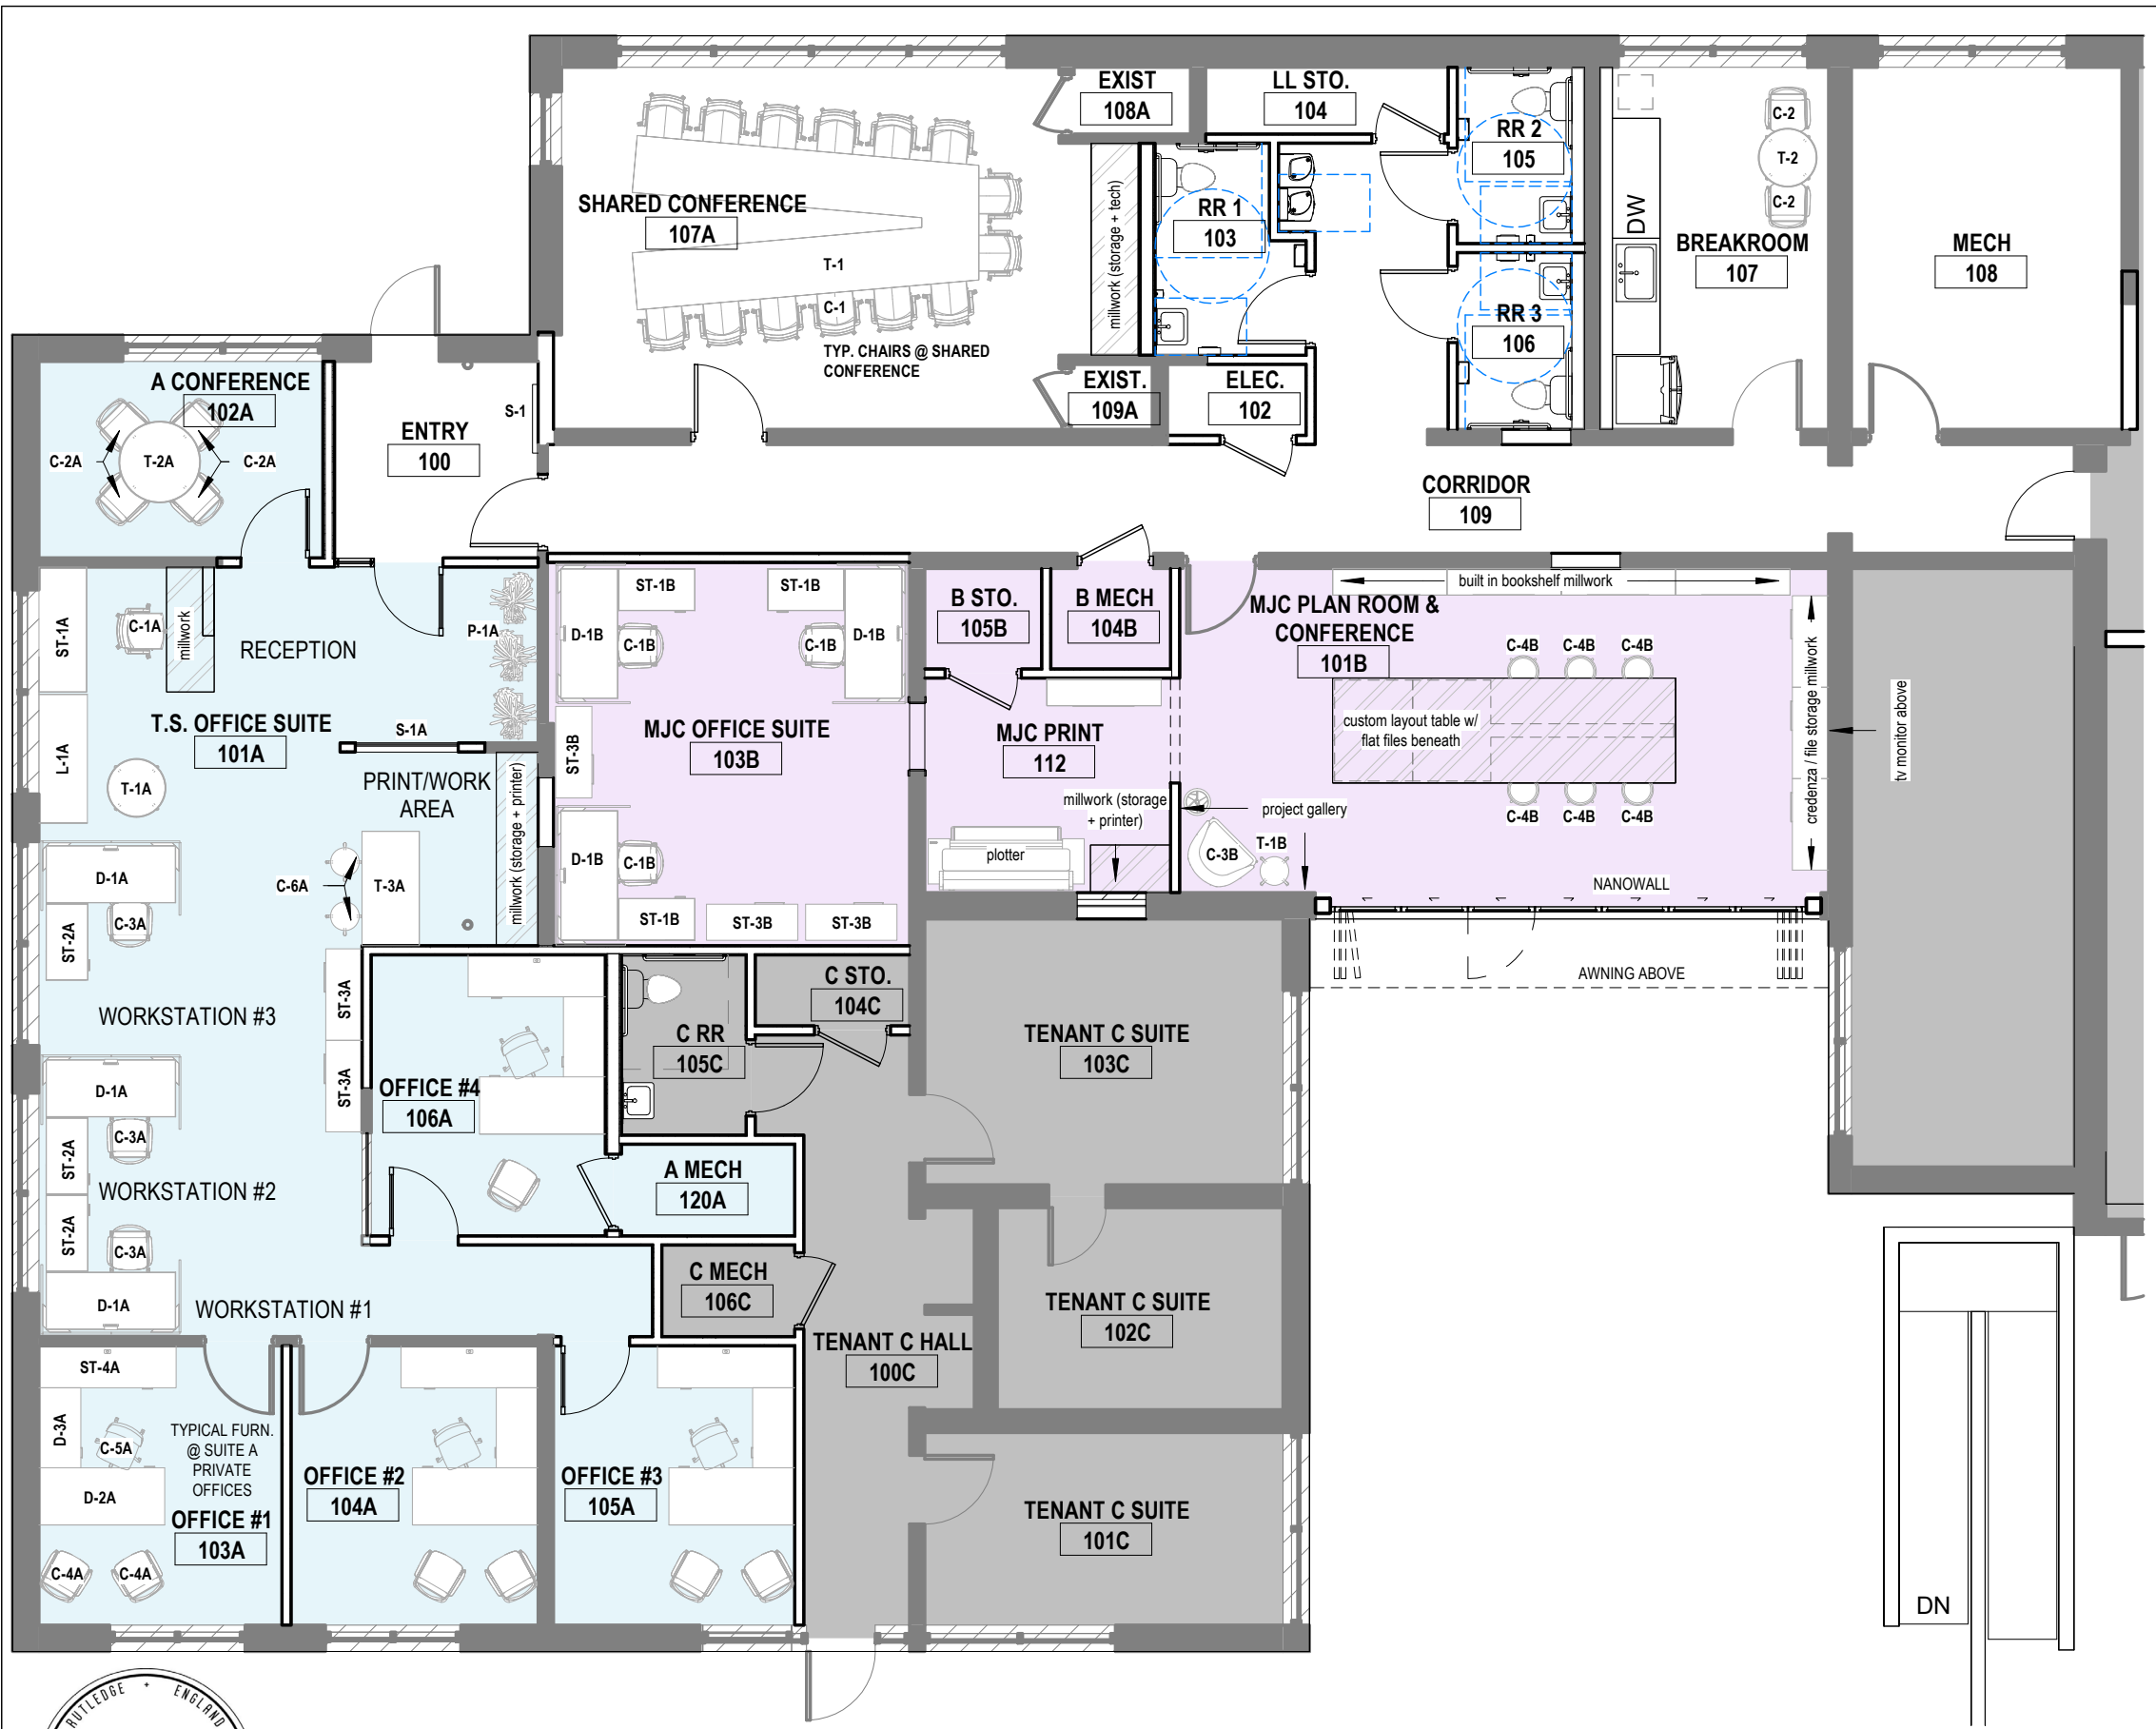 EXIST
108A
LL STO.
104
RR 2
105
C-2
T-2
C-2
DW
BREAKROOM
107
MECH
108
SHARED CONFERENCE
107A
T-1
C-1
TYP. CHAIRS @ SHARED
CONFERENCE
millwork (storage + tech)
RR 1
103
RR 3
106
EXIST.
109A
ELEC.
102
A CONFERENCE
102A
C-2A
T-2A
C-2A
S-1
ENTRY
100
CORRIDOR
109
ST-1A
C-1A
millwork
RECEPTION
P-1A
L-1A
T.S. OFFICE SUITE
101A
S-1A
T-1A
PRINT/WORK
AREA
millwork (storage + printer)
D-1A
C-6A
T-3A
ST-2A
C-3A
WORKSTATION #3
ST-3A
ST-3A
D-1A
C-3A
ST-2A
WORKSTATION #2
ST-2A
C-3A
D-1A
WORKSTATION #1
ST-1B
ST-1B
D-1B
C-1B
C-1B
D-1B
MJC OFFICE SUITE
103B
ST-3B
D-1B
C-1B
ST-1B
ST-3B
ST-3B
B STO.
105B
B MECH
104B
MJC PRINT
112
millwork (storage
+ printer)
plotter
built in bookshelf millwork
MJC PLAN ROOM &
CONFERENCE
101B
C-4B
C-4B
C-4B
custom layout table w/
flat files beneath
C-4B
C-4B
C-4B
credenza / file storage millwork
tv monitor above
project gallery
C-3B
T-1B
NANOWALL
AWNING ABOVE
OFFICE #4
106A
C RR
105C
C STO.
104C
TENANT C SUITE
103C
A MECH
120A
C MECH
106C
TENANT C HALL
100C
TENANT C SUITE
102C
TENANT C SUITE
101C
ST-4A
D-3A
C-5A
TYPICAL FURN.
@ SUITE A
PRIVATE
OFFICES
D-2A
OFFICE #1
103A
C-4A
C-4A
OFFICE #2
104A
OFFICE #3
105A
DN
RUTLEDGE * ENGLAND